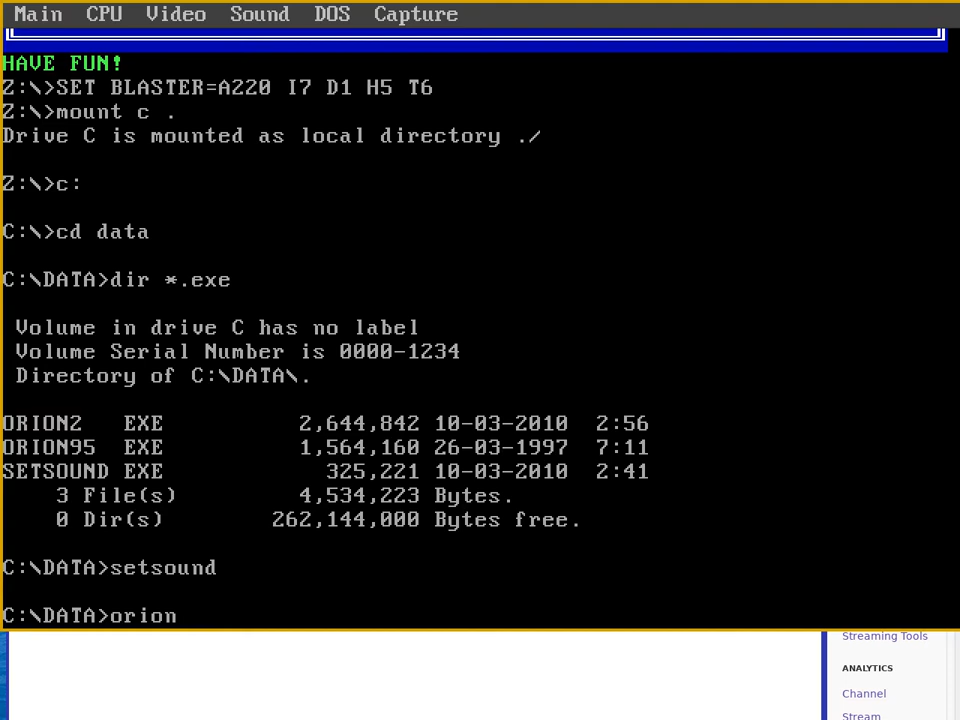 Main CPU Video Sound DOS Capture
HAVE FUN!
Z:\>SET BLASTER=A220 I7 D1 H5 T6
Z:\>mount c .
Drive C is mounted as local directory ./
Z:\>c:
C:\>cd data
C:\DATA>dir *.exe
Volume in drive C has no label
Volume Serial Number is 0000-1234
Directory of C:\DATA\.
ORION2 EXE 2,644,842 10-03-2010 2:56
ORION95 EXE 1,564,160 26-03-1997 7:11
SETSOUND EXE 325,221 10-03-2010 2:41
3 File(s) 4,534,223 Bytes.
0 Dir(s) 262,144,000 Bytes free.
C:\DATA>setsound
C:\DATA>orion
Streaming Tools
ANALYTICS
Channel
Stream